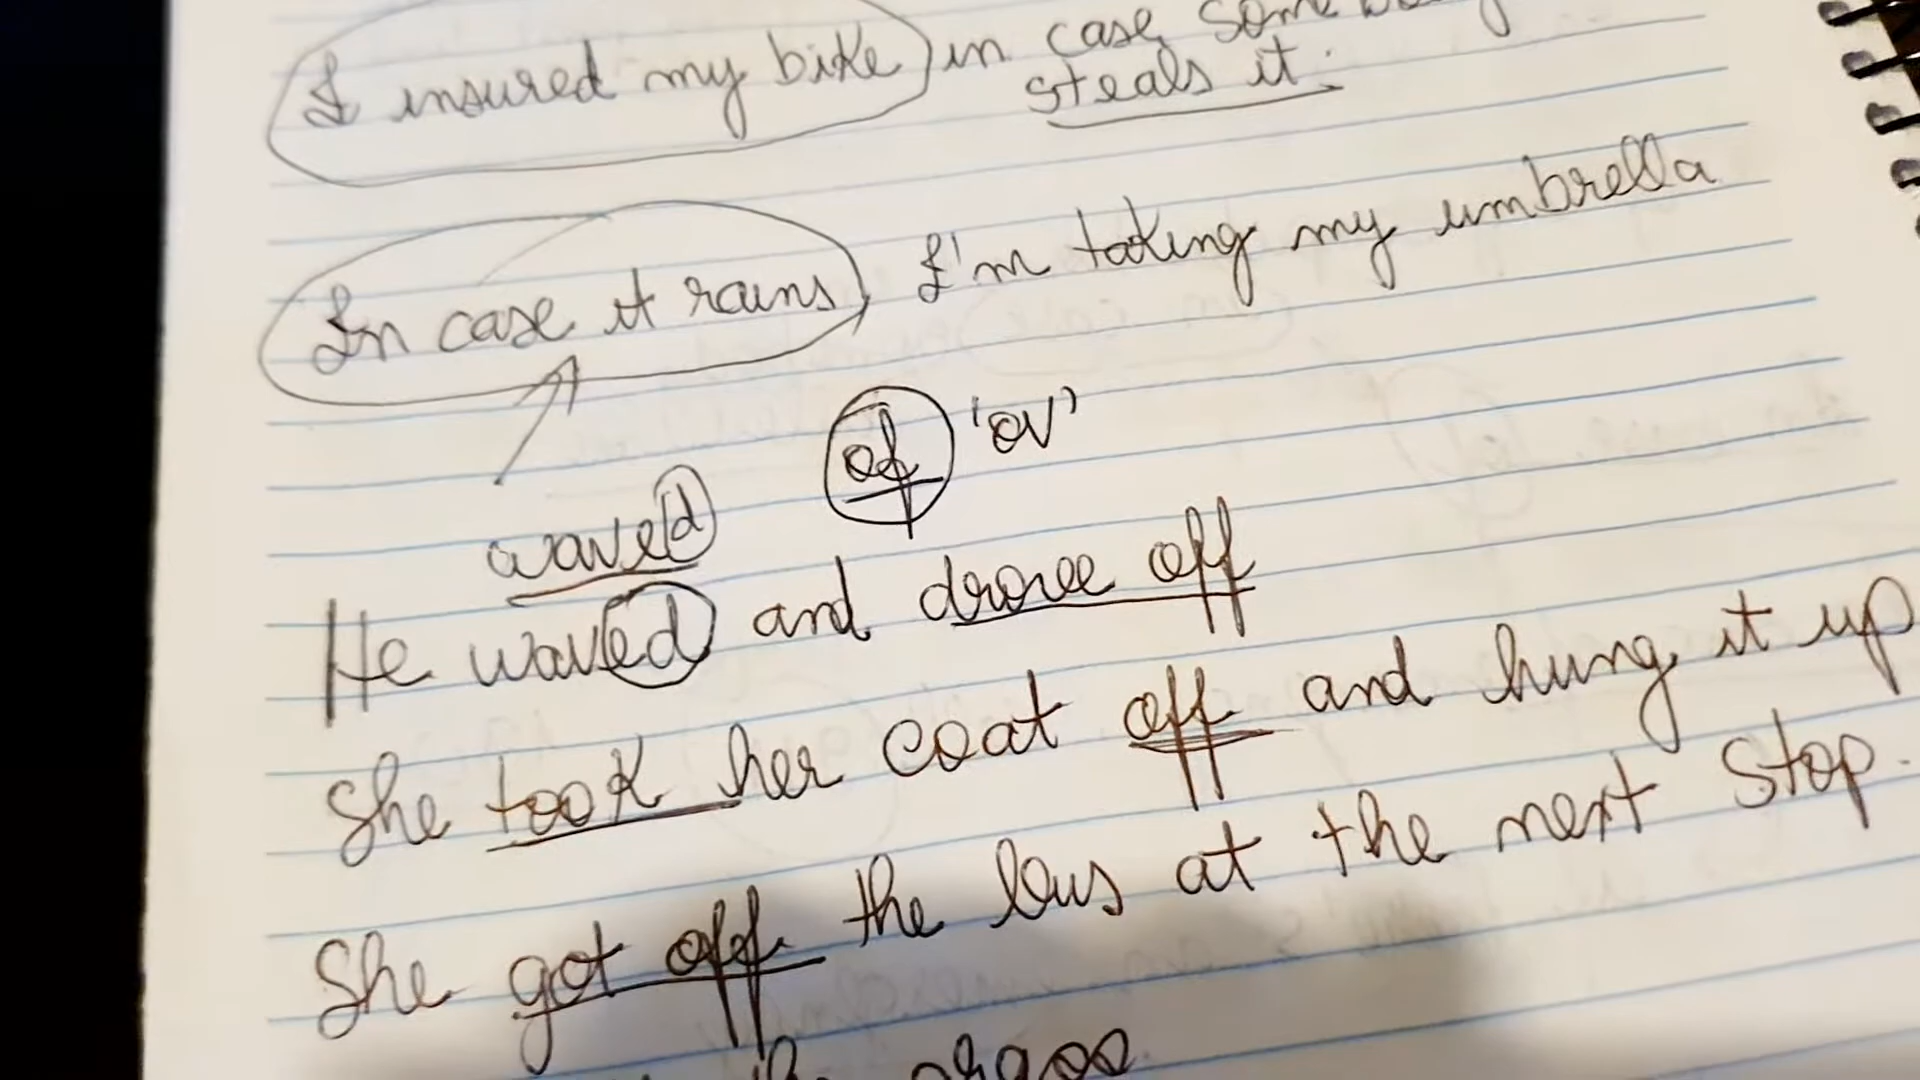 I insured my bike in case somebody
steals it.
In case it rains, I'm taking my umbrella
of 'ov'
waved
He waved and drove off
She took her coat off and hung it up
She got off the bus at the next stop.